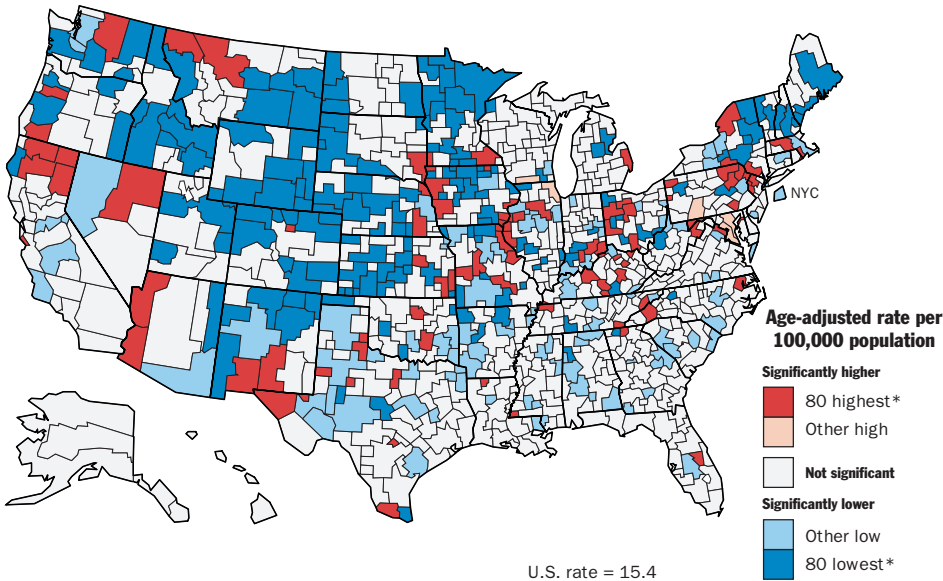 NYC
Age-adjusted rate per
100,000 population
Significantly higher
80 highest*
Other high
Not significant
Significantly lower
Other low
80 lowest*
U.S. rate = 15.4